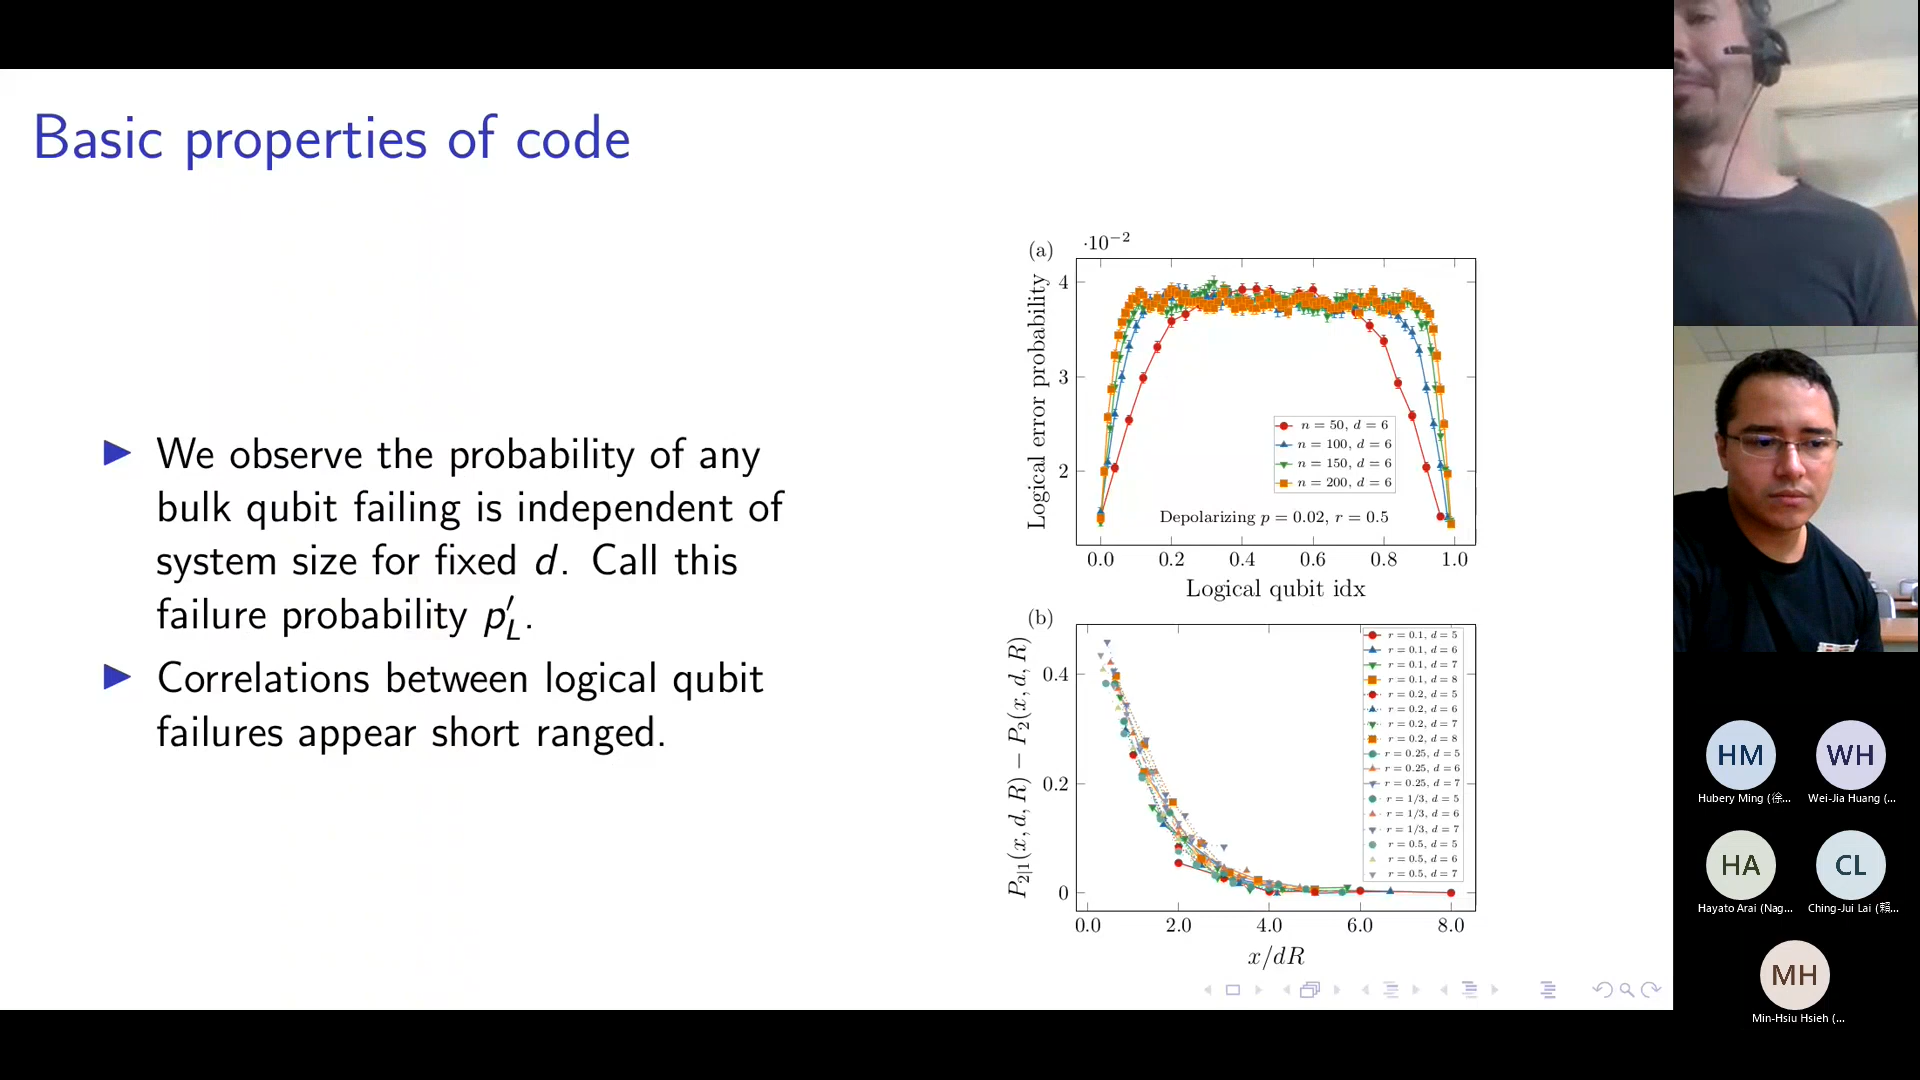 Basic properties of code
▶ We observe the probability of any
bulk qubit failing is independent of
system size for fixed d. Call this
failure probability p′_L.
▶ Correlations between logical qubit
failures appear short ranged.
(a)
·10⁻²
Logical error probability
4
3
2
n = 50, d = 6
n = 100, d = 6
n = 150, d = 6
n = 200, d = 6
Depolarizing p = 0.02, r = 0.5
0.0 0.2 0.4 0.6 0.8 1.0
Logical qubit idx
(b)
P_{2|1}(x, d, R) − P_2(x, d, R)
0.4
0.2
0
r = 0.1, d = 5
r = 0.1, d = 6
r = 0.1, d = 7
r = 0.1, d = 8
r = 0.2, d = 5
r = 0.2, d = 6
r = 0.2, d = 7
r = 0.2, d = 8
r = 0.25, d = 5
r = 0.25, d = 6
r = 0.25, d = 7
r = 1/3, d = 5
r = 1/3, d = 6
r = 1/3, d = 7
r = 0.5, d = 5
r = 0.5, d = 6
r = 0.5, d = 7
0.0 2.0 4.0 6.0 8.0
x/dR
HM
Hubery Ming (徐...
WH
Wei-Jia Huang (...
HA
Hayato Arai (Nag...
CL
Ching-Jui Lai (賴...
MH
Min-Hsiu Hsieh (...